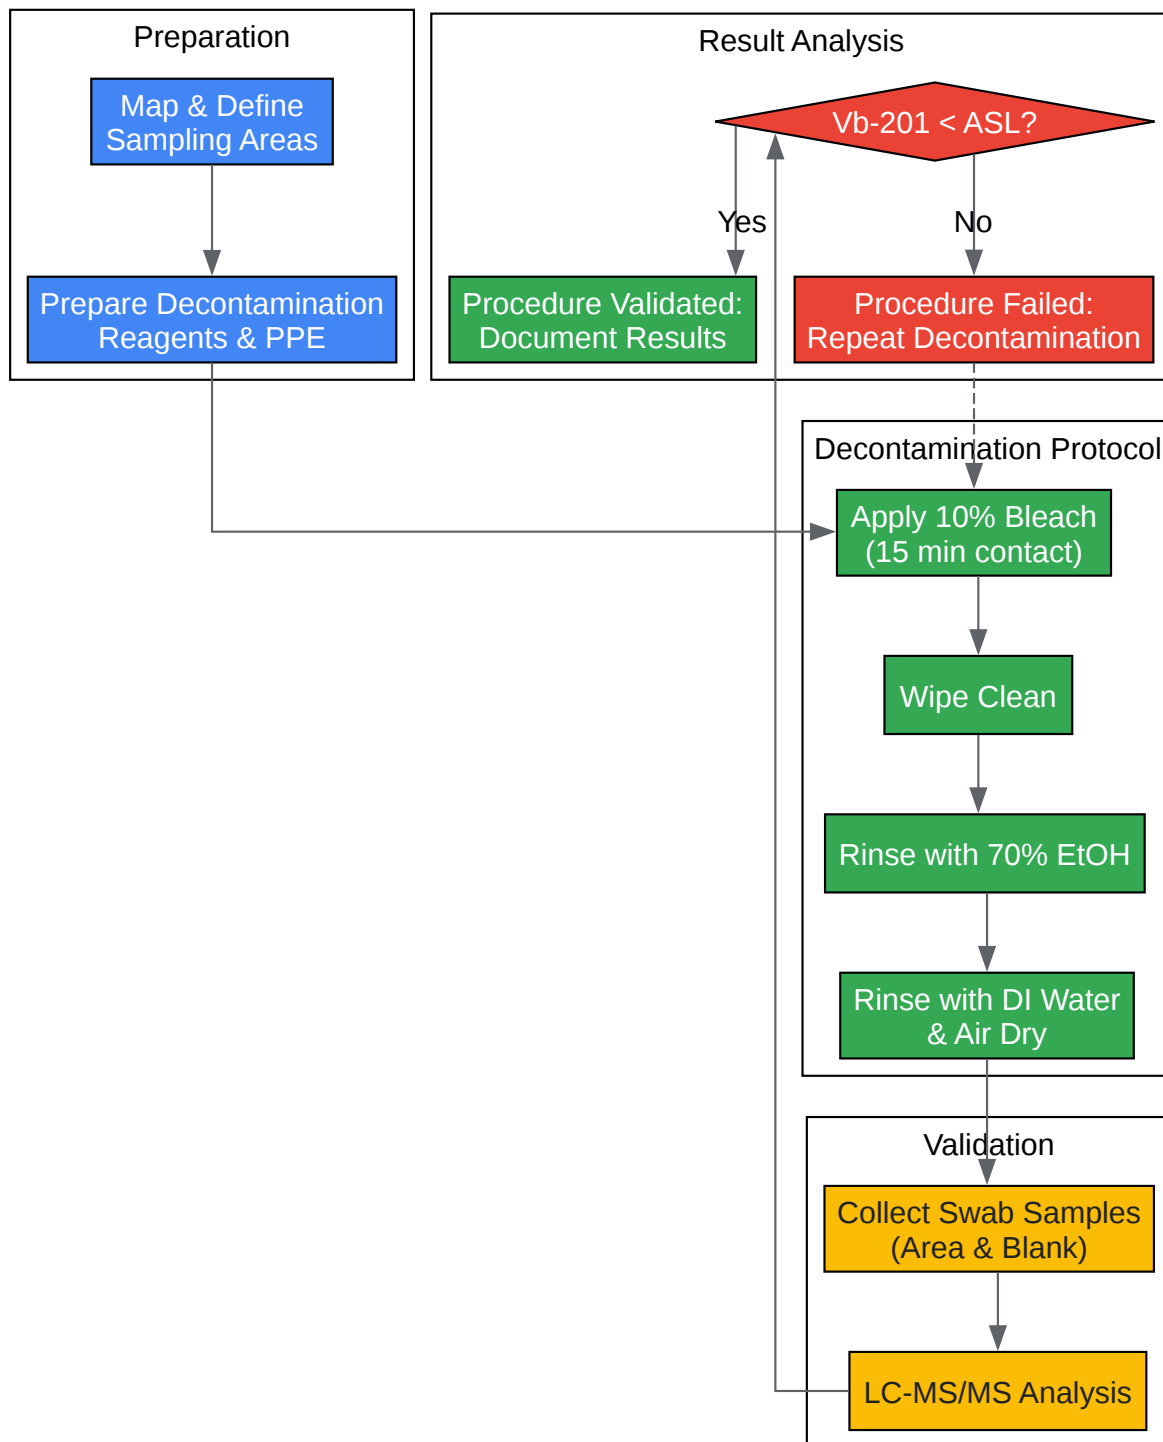 Preparation
Map & Define
Sampling Areas
Prepare Decontamination
Reagents & PPE
Result Analysis
Vb-201 < ASL?
Yes
No
Procedure Validated:
Document Results
Procedure Failed:
Repeat Decontamination
Decontamination Protocol
Apply 10% Bleach
(15 min contact)
Wipe Clean
Rinse with 70% EtOH
Rinse with DI Water
& Air Dry
Validation
Collect Swab Samples
(Area & Blank)
LC-MS/MS Analysis